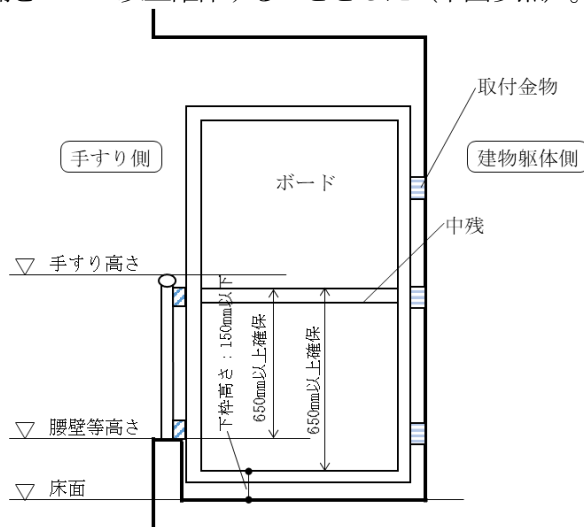 取付金物
手すり側
建物躯体側
ボード
中残
手すり高さ
下枠高さ：150mm以下
650mm以上確保
650mm以上確保
腰壁等高さ
床面